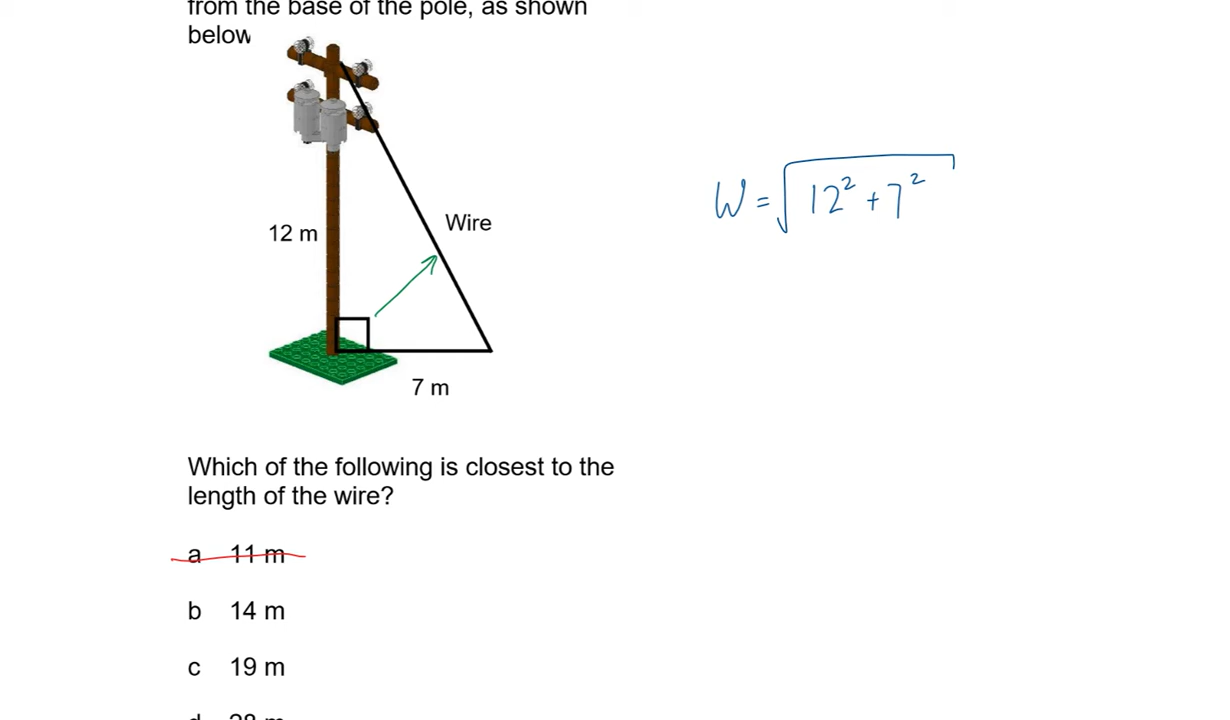 from the base of the pole, as shown
below
12 m
Wire
7 m
W = √12² + 7²
Which of the following is closest to the
length of the wire?
a 11 m
b 14 m
c 19 m